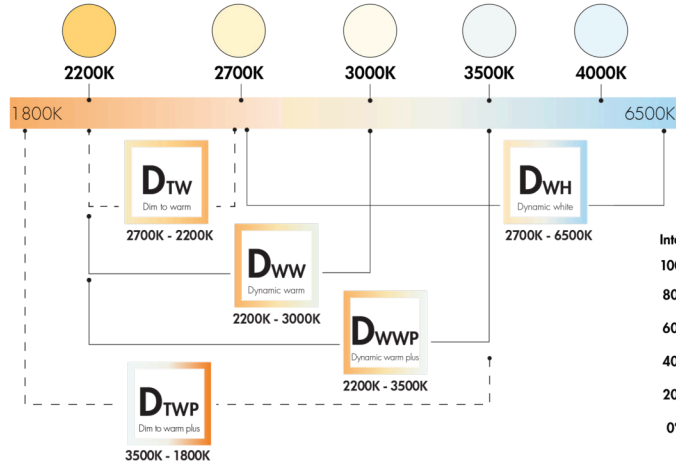 2200K
2700K
3000K
3500K
4000K
1800K
6500K
DTW
Dim to warm
2700K - 2200K
DWH
Dynamic white
2700K - 6500K
DWW
Dynamic warm
2200K - 3000K
DWWP
Dynamic warm plus
2200K - 3500K
DTWP
Dim to warm plus
3500K - 1800K